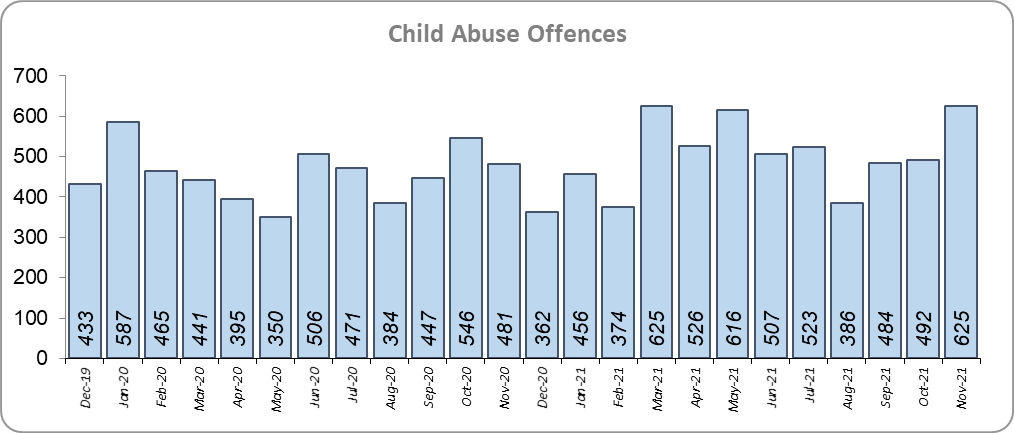 Child Abuse Offences
700
600
500
400
300
200
100
0
433 587 465 441 395 350 506 471 384 447 546 481 362 456 374 625 526 616 507 523 386 484 492 625
Dec-19 Jan-20 Feb-20 Mar-20 Apr-20 May-20 Jun-20 Jul-20 Aug-20 Sep-20 Oct-20 Nov-20 Dec-20 Jan-21 Feb-21 Mar-21 Apr-21 May-21 Jun-21 Jul-21 Aug-21 Sep-21 Oct-21 Nov-21